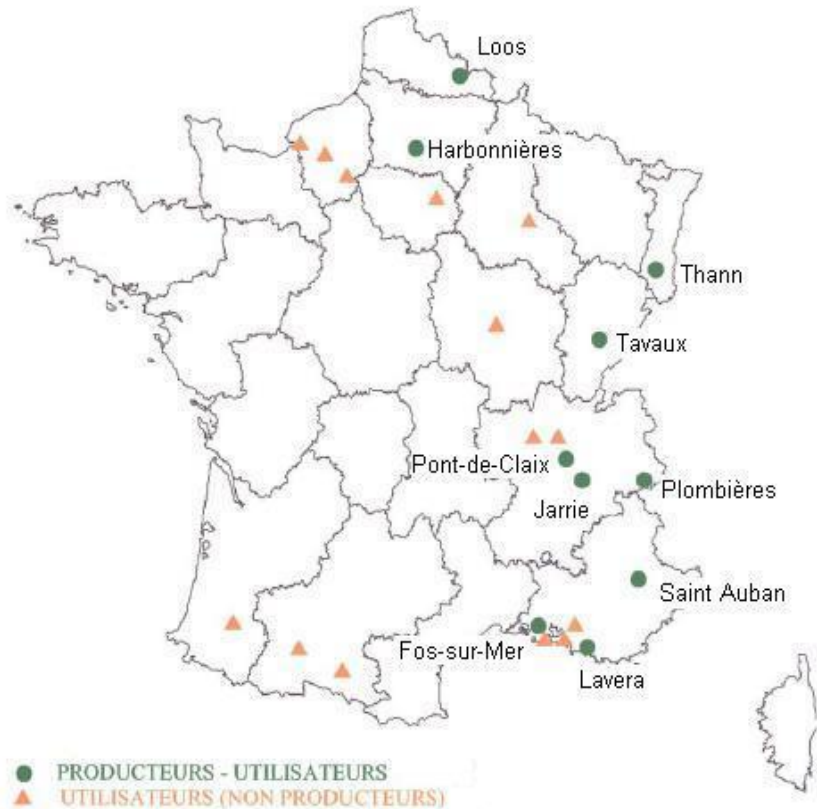 Loos
Harbonnières
Thann
Tavaux
Pont-de-Claix
Plombières
Jarrie
Saint Auban
Fos-sur-Mer
Lavera
PRODUCTEURS - UTILISATEURS
UTILISATEURS (NON PRODUCTEURS)